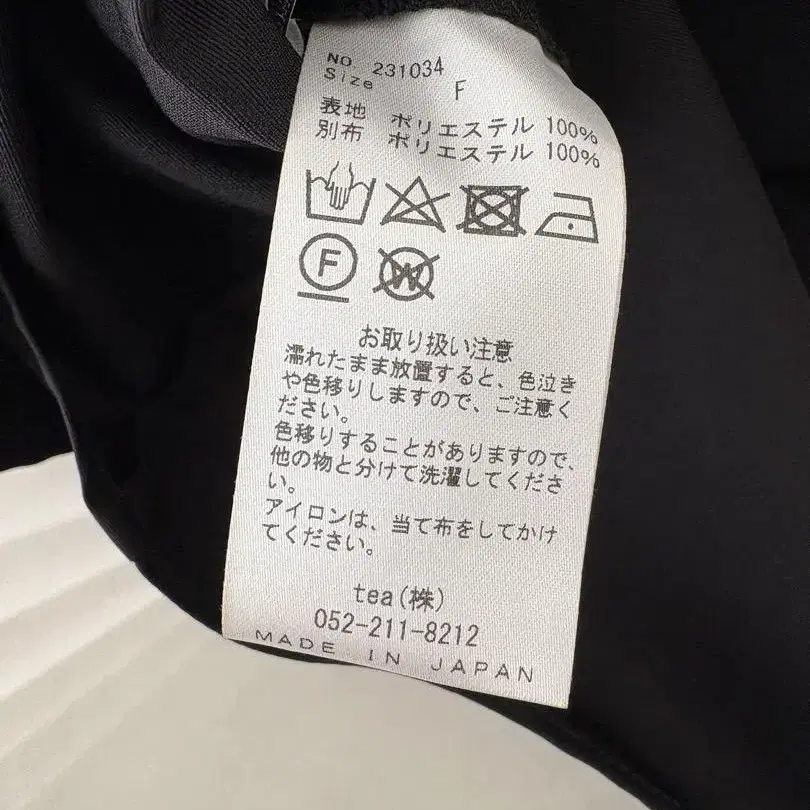 NO 231034
Size F
表地 ポリエステル 100%
別布 ポリエステル 100%
F
W
お取り扱い注意
濡れたまま放置すると、色泣き
や色移りしますので、ご注意く
ださい。
色移りすることがありますので、
他の物と分けて洗濯してくださ
い。
アイロンは、当て布をしてかけ
てください。
tea(株)
052-211-8212
MADE IN JAPAN